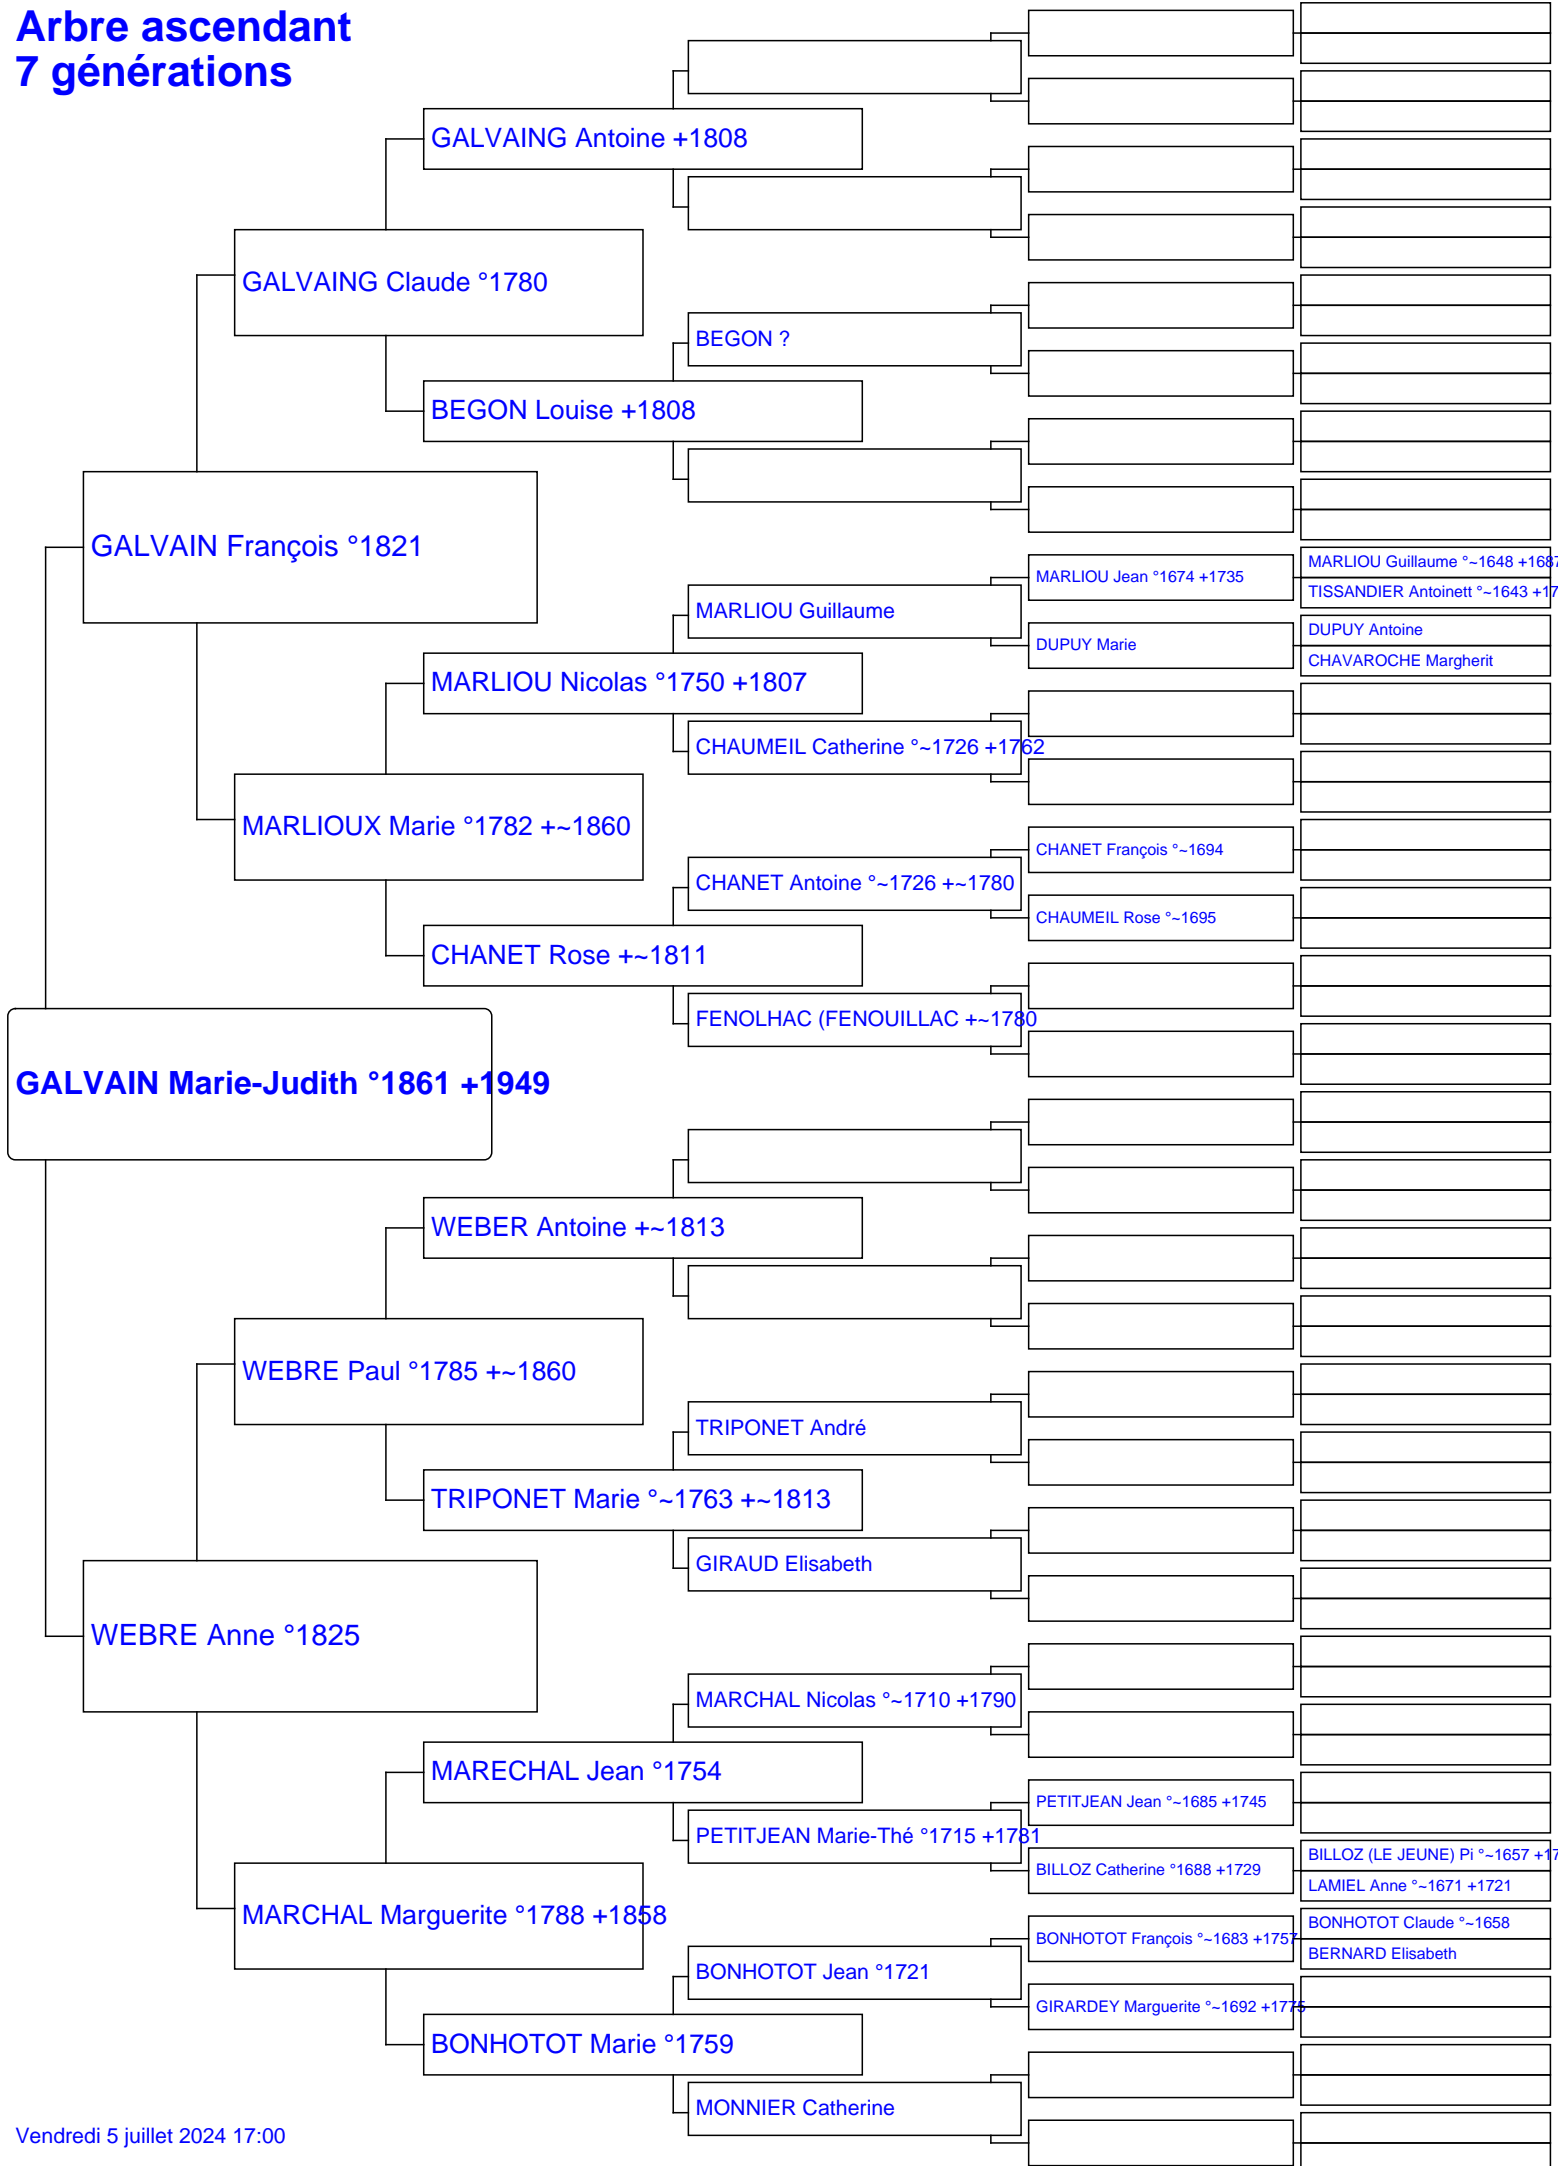 Arbre ascendant
7 générations
GALVAING Antoine +1808
GALVAING Claude °1780
BEGON ?
BEGON Louise +1808
GALVAIN François °1821
MARLIOU Guillaume °~1648 +1687
MARLIOU Jean °1674 +1735
TISSANDIER Antoinett °~1643 +17
MARLIOU Guillaume
DUPUY Antoine
DUPUY Marie
CHAVAROCHE Margherit
MARLIOU Nicolas °1750 +1807
CHAUMEIL Catherine °~1726 +1762
MARLIOUX Marie °1782 +~1860
CHANET François °~1694
CHANET Antoine °~1726 +~1780
CHAUMEIL Rose °~1695
CHANET Rose +~1811
FENOLHAC (FENOUILLAC +~1780
GALVAIN Marie-Judith °1861 +1949
WEBER Antoine +~1813
WEBRE Paul °1785 +~1860
TRIPONET André
TRIPONET Marie °~1763 +~1813
GIRAUD Elisabeth
WEBRE Anne °1825
MARCHAL Nicolas °~1710 +1790
MARECHAL Jean °1754
PETITJEAN Jean °~1685 +1745
PETITJEAN Marie-Thé °1715 +1781
BILLOZ (LE JEUNE) Pi °~1657 +17
BILLOZ Catherine °1688 +1729
LAMIEL Anne °~1671 +1721
MARCHAL Marguerite °1788 +1858
BONHOTOT Claude °~1658
BONHOTOT François °~1683 +1757
BERNARD Elisabeth
BONHOTOT Jean °1721
GIRARDEY Marguerite °~1692 +1775
BONHOTOT Marie °1759
MONNIER Catherine
Vendredi 5 juillet 2024 17:00